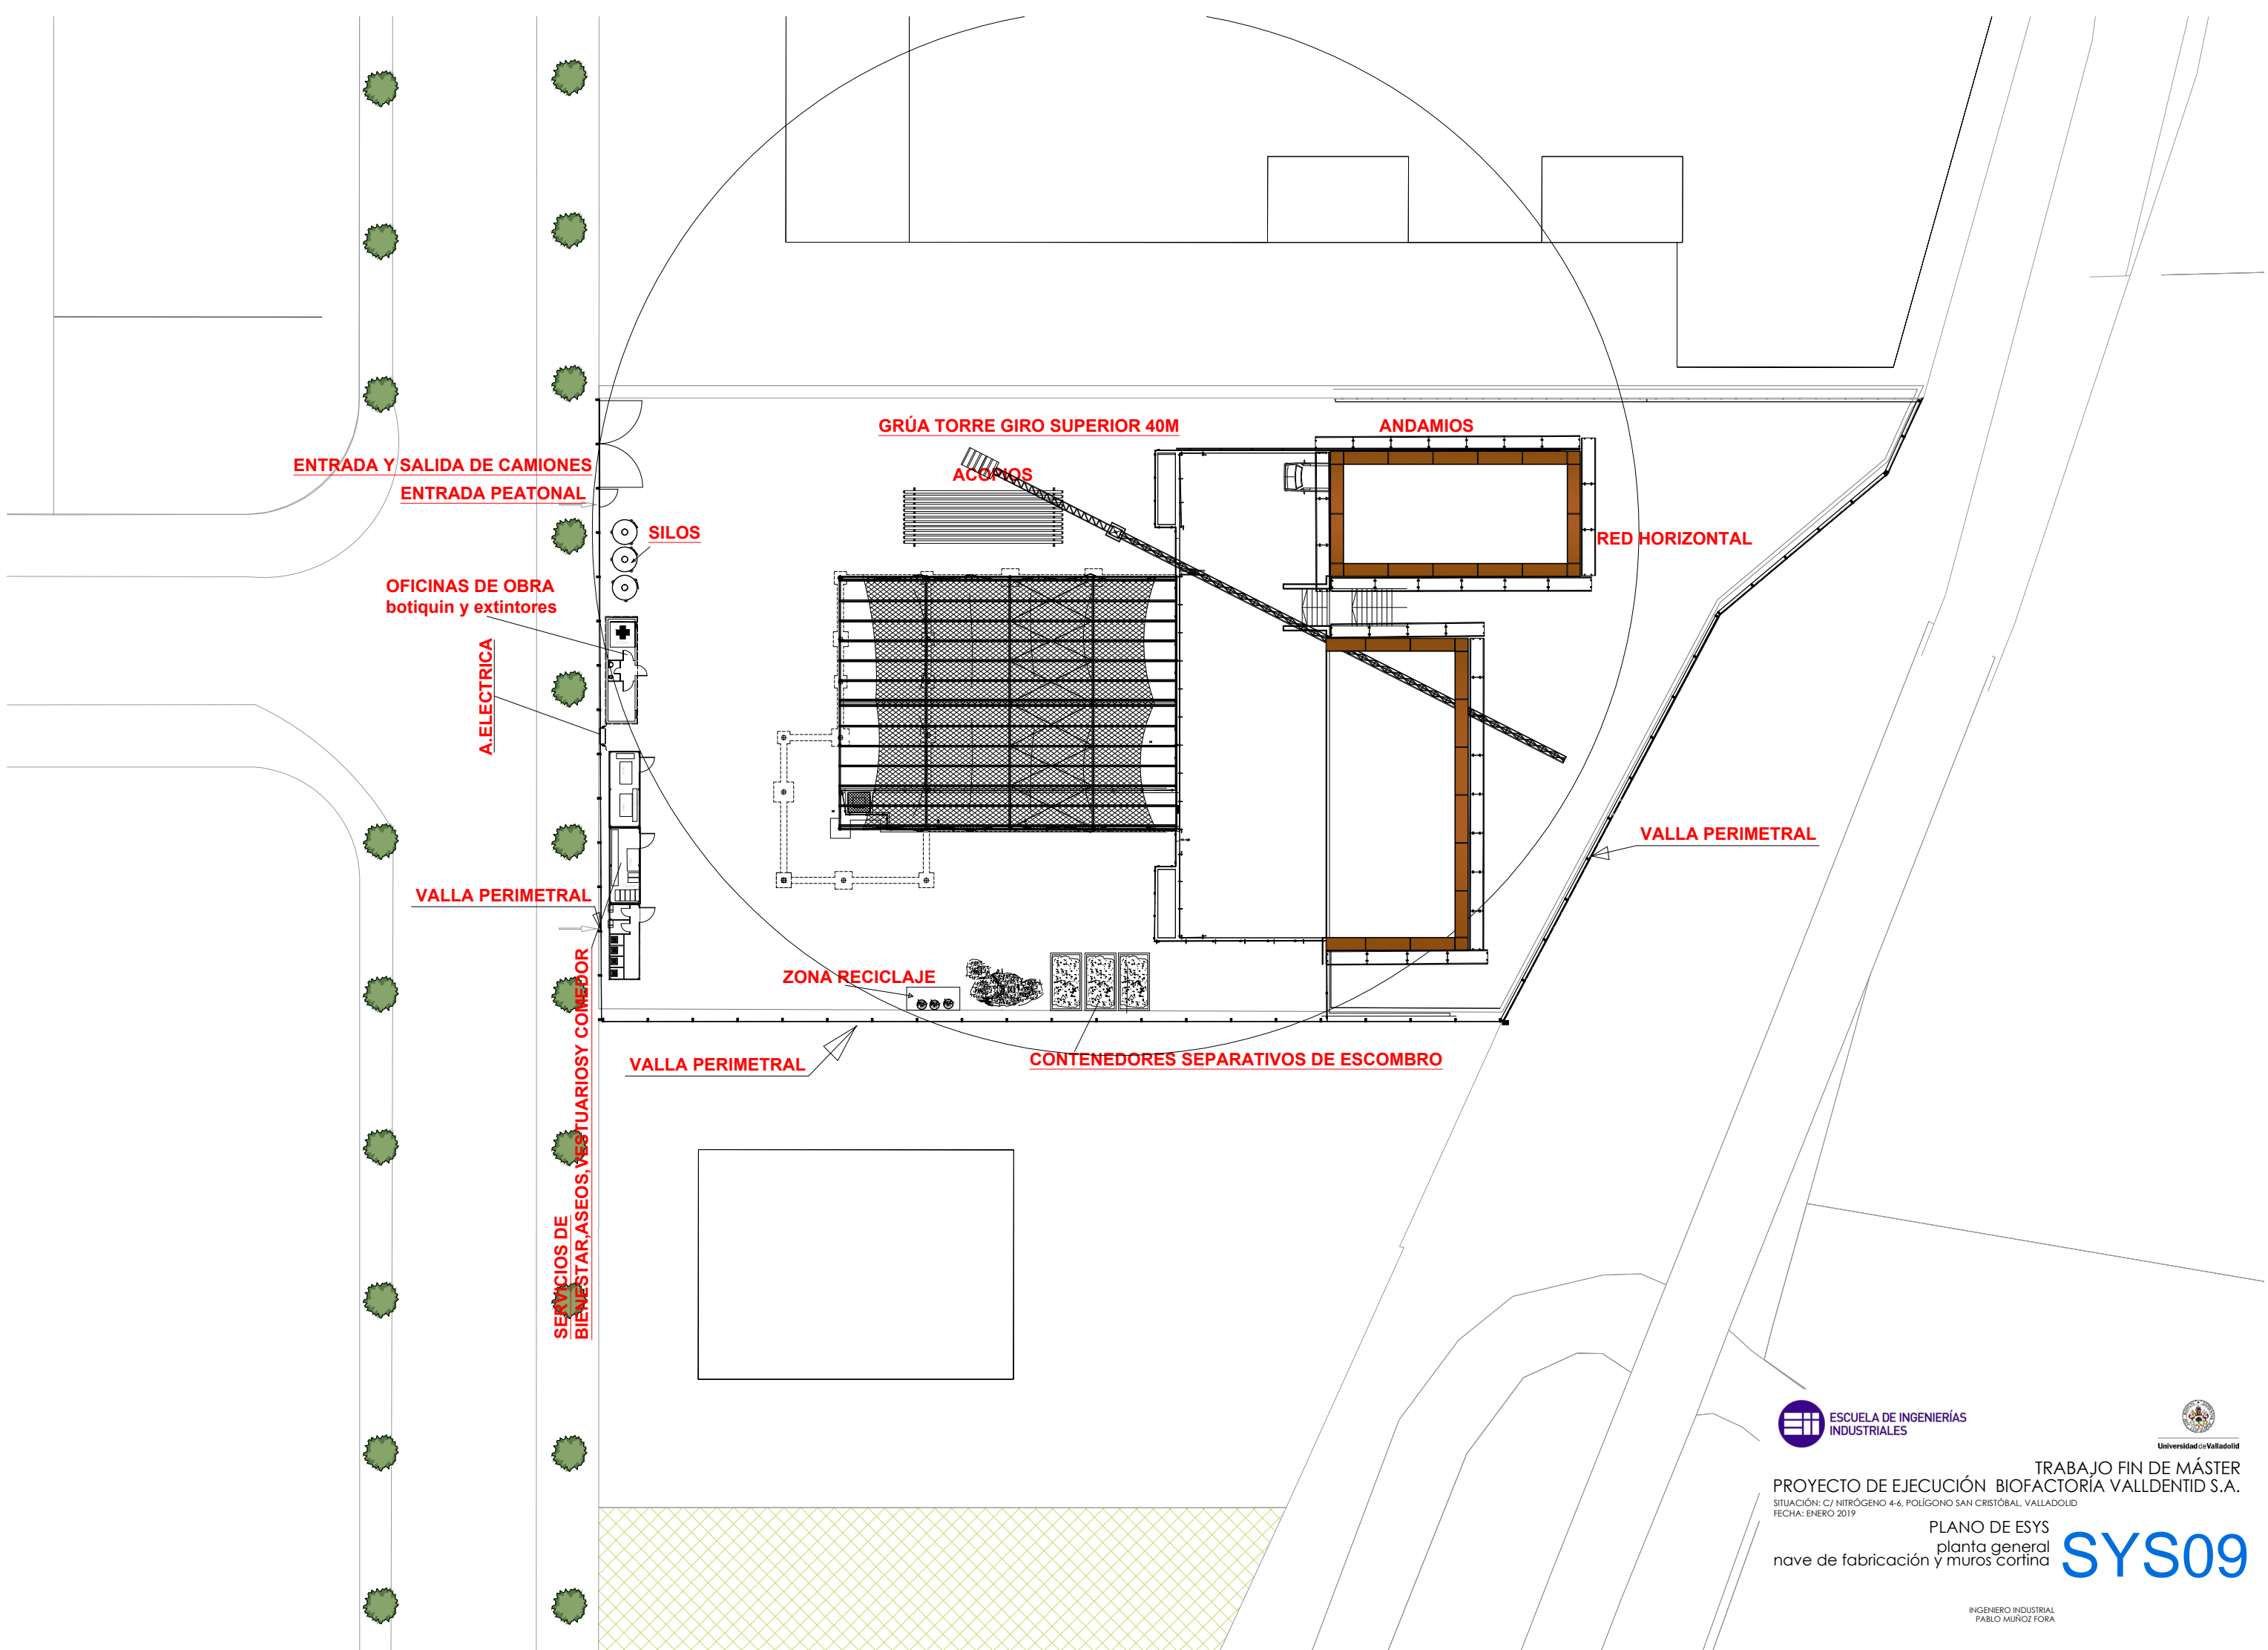 GRÚA TORRE GIRO SUPERIOR 40M
ANDAMIOS
ENTRADA Y SALIDA DE CAMIONES
ACOPIOS
ENTRADA PEATONAL
SILOS
RED HORIZONTAL
OFICINAS DE OBRA
botiquin y extintores
A.ELECTRICA
VALLA PERIMETRAL
VALLA PERIMETRAL
ZONA RECICLAJE
SERVICIOS DE
BIENESTAR,ASEOS,VESTUARIOSY COMEDOR
VALLA PERIMETRAL
CONTENEDORES SEPARATIVOS DE ESCOMBRO
ESCUELA DE INGENIERÍAS
INDUSTRIALES
Universidad de Valladolid
TRABAJO FIN DE MÁSTER
PROYECTO DE EJECUCIÓN BIOFACTORÍA VALLDENTID S.A.
SITUACIÓN: C/ NITRÓGENO 4-6, POLÍGONO SAN CRISTÓBAL, VALLADOLID
FECHA: ENERO 2019
PLANO DE ESYS
planta general
nave de fabricación y muros cortina
SYS09
INGENIERO INDUSTRIAL
PABLO MUÑOZ FORA